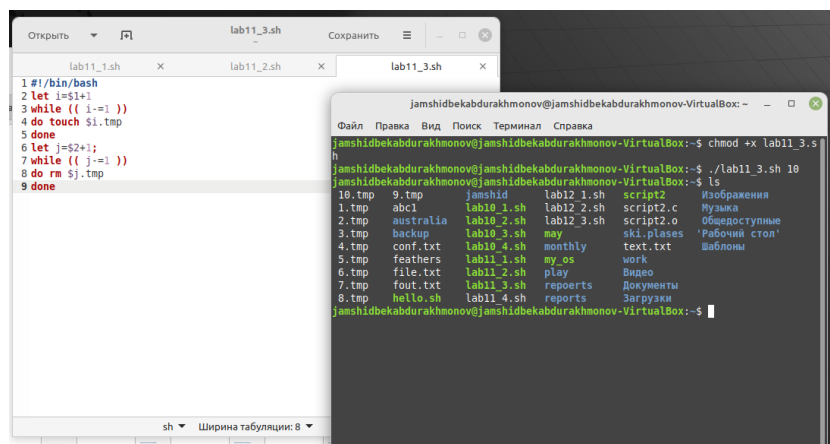 Открыть
lab11_3.sh
~
Сохранить
lab11_1.sh
lab11_2.sh
lab11_3.sh
1 #!/bin/bash
2 let i=$1+1
3 while (( i-=1 ))
4 do touch $i.tmp
5 done
6 let j=$2+1;
7 while (( j-=1 ))
8 do rm $j.tmp
9 done
sh Ширина табуляции: 8
jamshidbekabdurakhmonov@jamshidbekabdurakhmonov-VirtualBox: ~
Файл Правка Вид Поиск Терминал Справка
jamshidbekabdurakhmonov@jamshidbekabdurakhmonov-VirtualBox:~$ chmod +x lab11_3.s
h
jamshidbekabdurakhmonov@jamshidbekabdurakhmonov-VirtualBox:~$ ./lab11_3.sh 10
jamshidbekabdurakhmonov@jamshidbekabdurakhmonov-VirtualBox:~$ ls
10.tmp 9.tmp jamshid lab12_1.sh script2 Изображения
1.tmp abc1 lab10_1.sh lab12_2.sh script2.c Музыка
2.tmp australia lab10_2.sh lab12_3.sh script2.o Общедоступные
3.tmp backup lab10_3.sh may ski.plases 'Рабочий стол'
4.tmp conf.txt lab10_4.sh monthly text.txt Шаблоны
5.tmp feathers lab11_1.sh my_os work
6.tmp file.txt lab11_2.sh play Видео
7.tmp fout.txt lab11_3.sh repoerts Документы
8.tmp hello.sh lab11_4.sh reports Загрузки
jamshidbekabdurakhmonov@jamshidbekabdurakhmonov-VirtualBox:~$